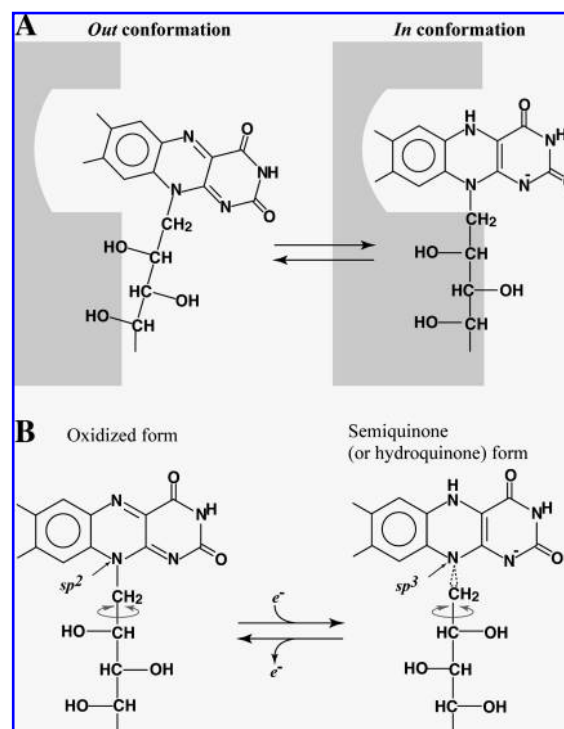 A
Out conformation
In conformation
N
O
NH
N
N
O
CH2
HO
CH
HC
OH
HO
CH
H
N
O
NH
N
N-
CH2
HO
CH
HC
OH
HO
CH
B
Oxidized form
Semiquinone
(or hydroquinone) form
N
O
NH
N
N
O
sp2
CH2
HO
CH
HC
OH
HO
CH
e-
e-
H
N
O
NH
N
N-
O
sp3
CH2
CH
OH
HO
CH
HC
OH
HC
OH